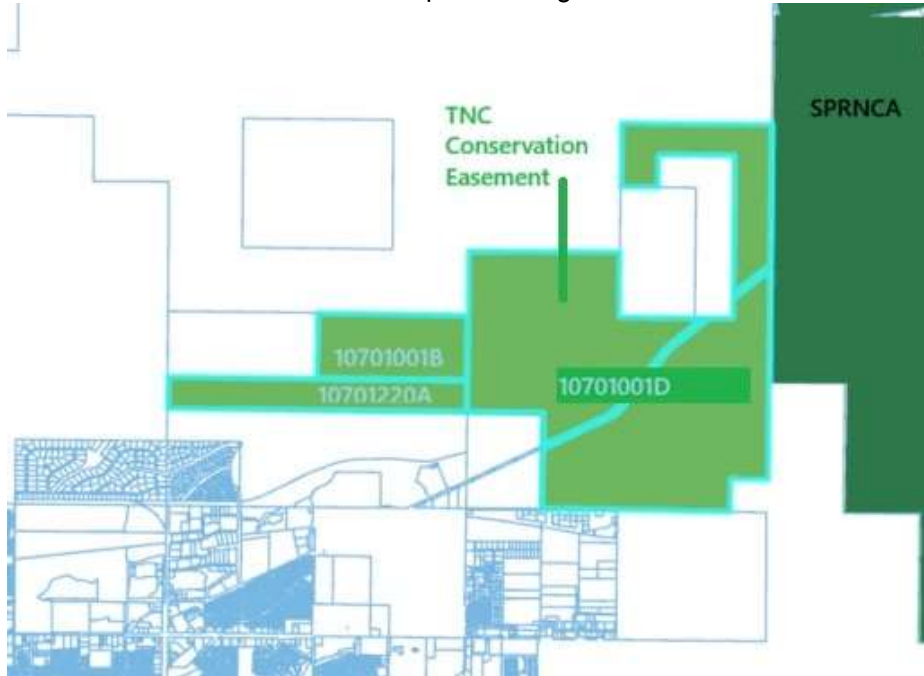 TNC
Conservation
Easement
SPRNCA
10701001B
10701220A
10701001D